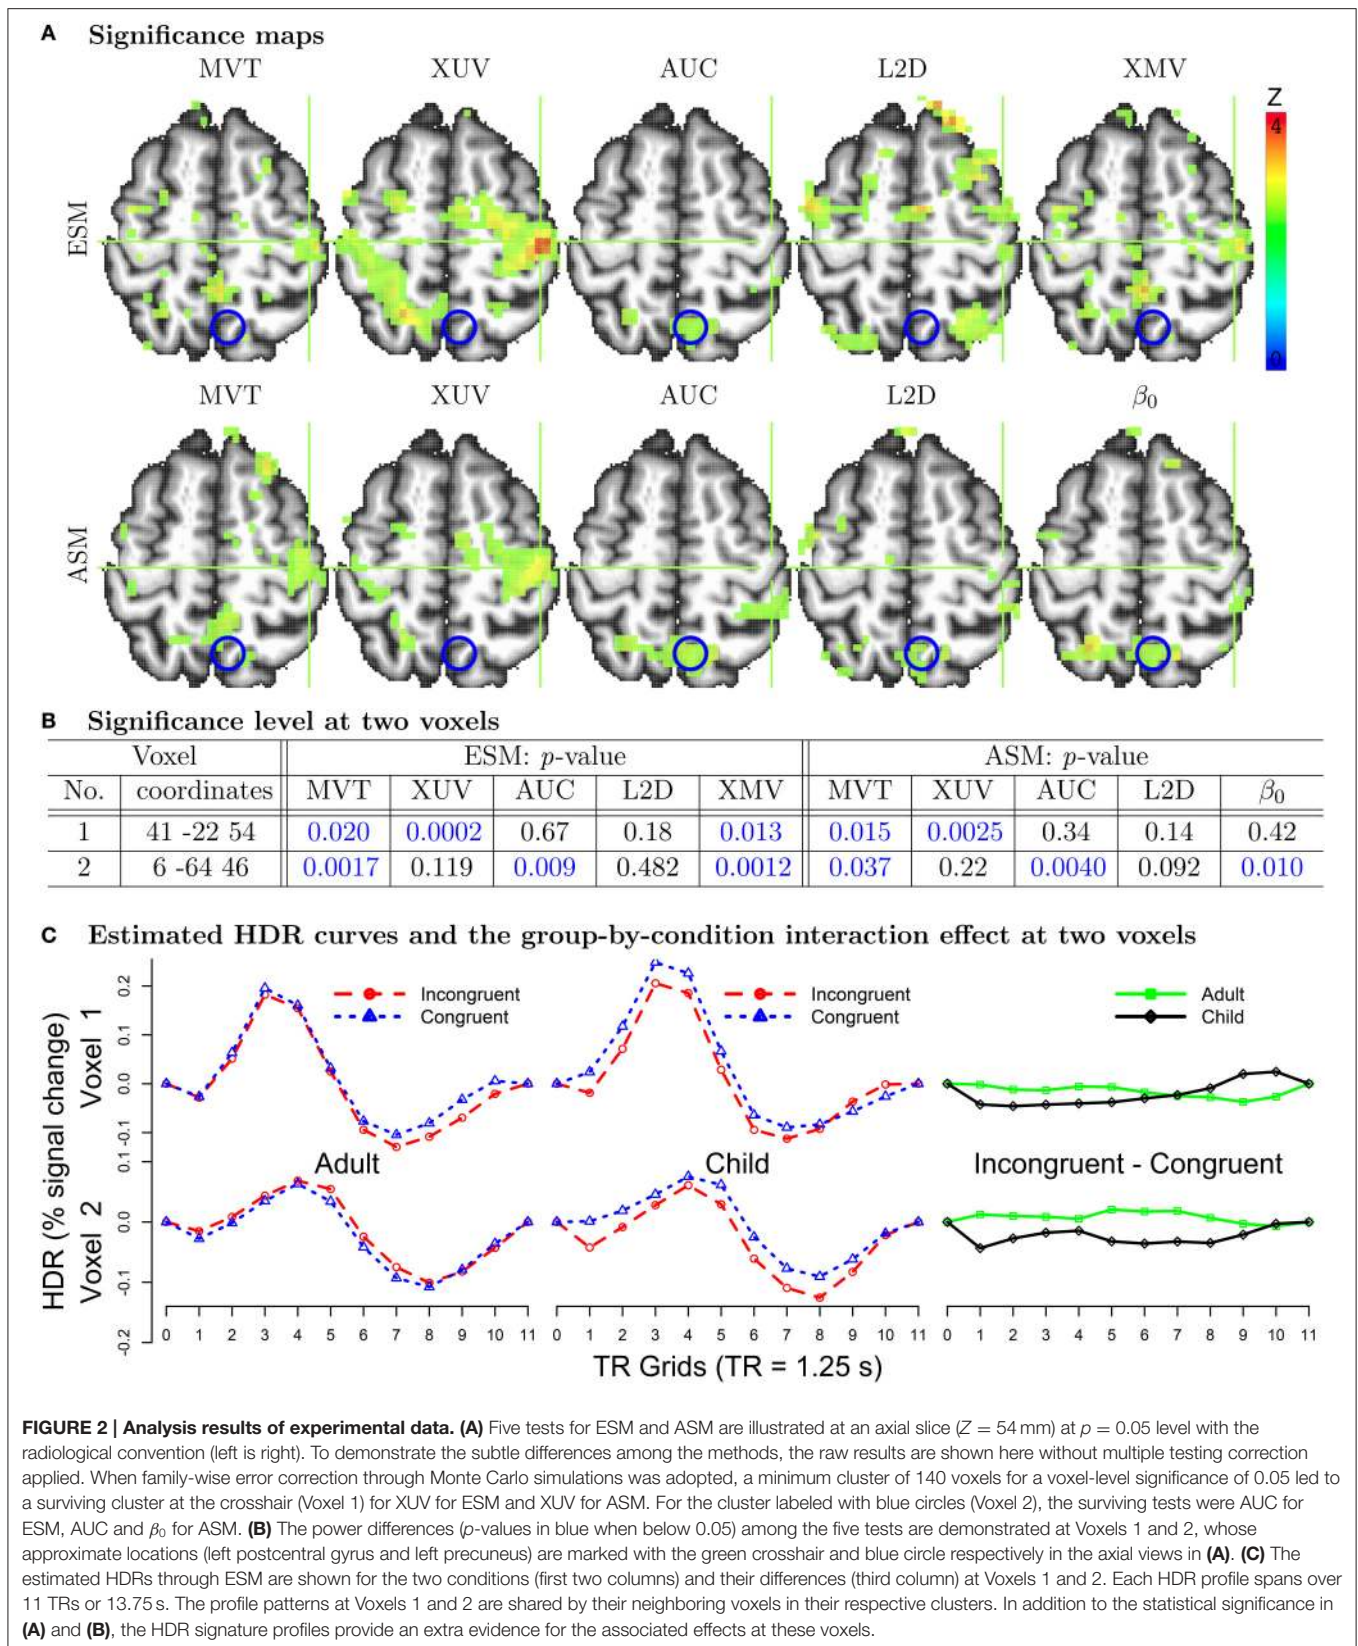 A Significance maps
MVT XUV AUC L2D XMV
Z
4
0
ESM
MVT XUV AUC L2D β0
ASM
B Significance level at two voxels
Voxel ESM: p-value ASM: p-value
No. coordinates MVT XUV AUC L2D XMV MVT XUV AUC L2D β0
1 41 -22 54 0.020 0.0002 0.67 0.18 0.013 0.015 0.0025 0.34 0.14 0.42
2 6 -64 46 0.0017 0.119 0.009 0.482 0.0012 0.037 0.22 0.0040 0.092 0.010
C Estimated HDR curves and the group-by-condition interaction effect at two voxels
HDR (% signal change)
Voxel 1
0.2
0.1
0.0
-0.1
Incongruent
Congruent
Incongruent
Congruent
Adult
Child
Adult Child Incongruent - Congruent
Voxel 2
0.1
0.0
-0.1
-0.2
0 1 2 3 4 5 6 7 8 9 10 11 0 1 2 3 4 5 6 7 8 9 10 11 0 1 2 3 4 5 6 7 8 9 10 11
TR Grids (TR = 1.25 s)
FIGURE 2 | Analysis results of experimental data. (A) Five tests for ESM and ASM are illustrated at an axial slice (Z = 54 mm) at p = 0.05 level with the
radiological convention (left is right). To demonstrate the subtle differences among the methods, the raw results are shown here without multiple testing correction
applied. When family-wise error correction through Monte Carlo simulations was adopted, a minimum cluster of 140 voxels for a voxel-level significance of 0.05 led to
a surviving cluster at the crosshair (Voxel 1) for XUV for ESM and XUV for ASM. For the cluster labeled with blue circles (Voxel 2), the surviving tests were AUC for
ESM, AUC and β0 for ASM. (B) The power differences (p-values in blue when below 0.05) among the five tests are demonstrated at Voxels 1 and 2, whose
approximate locations (left postcentral gyrus and left precuneus) are marked with the green crosshair and blue circle respectively in the axial views in (A). (C) The
estimated HDRs through ESM are shown for the two conditions (first two columns) and their differences (third column) at Voxels 1 and 2. Each HDR profile spans over
11 TRs or 13.75 s. The profile patterns at Voxels 1 and 2 are shared by their neighboring voxels in their respective clusters. In addition to the statistical significance in
(A) and (B), the HDR signature profiles provide an extra evidence for the associated effects at these voxels.